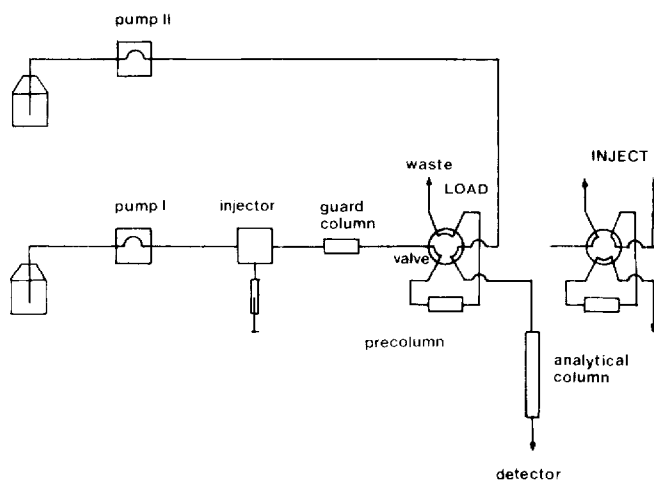 pump II
waste
LOAD
INJECT
pump I
injector
guard
column
valve
precolumn
analytical
column
detector